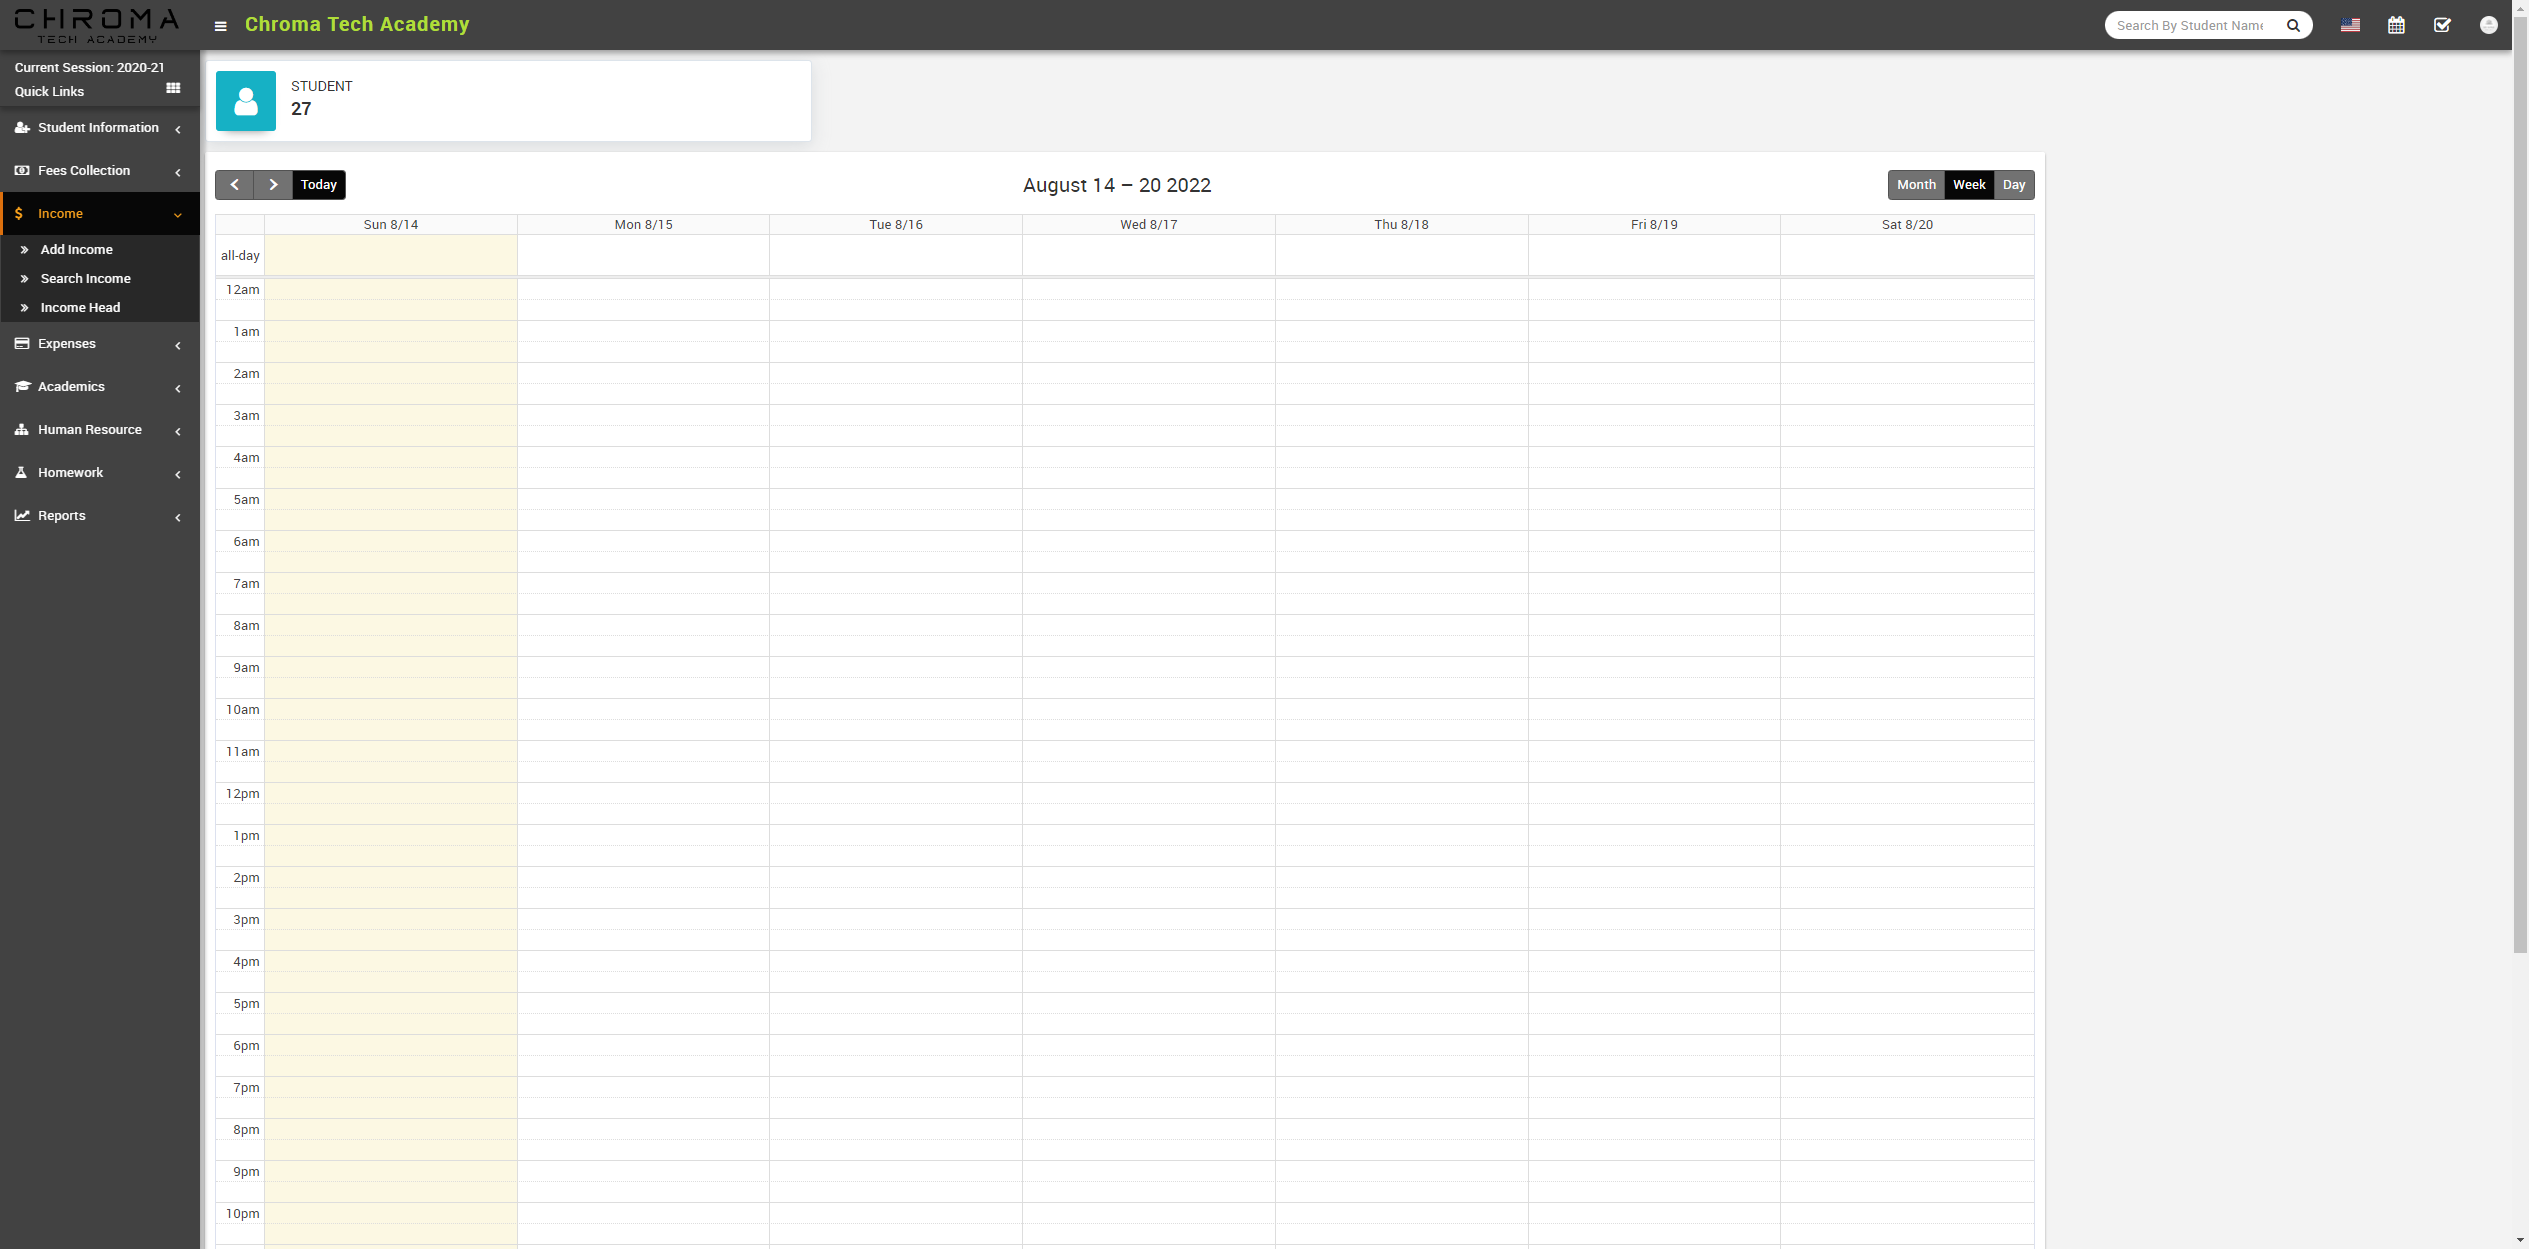 CHROMA
TECH ACADEMY
Chroma Tech Academy
Search By Student Name
Current Session: 2020-21
Quick Links
Student Information
Fees Collection
Income
Add Income
Search Income
Income Head
Expenses
Academics
Human Resource
Homework
Reports
STUDENT
27
Today
August 14 – 20 2022
Month Week Day
Sun 8/14 Mon 8/15 Tue 8/16 Wed 8/17 Thu 8/18 Fri 8/19 Sat 8/20
all-day
12am
1am
2am
3am
4am
5am
6am
7am
8am
9am
10am
11am
12pm
1pm
2pm
3pm
4pm
5pm
6pm
7pm
8pm
9pm
10pm